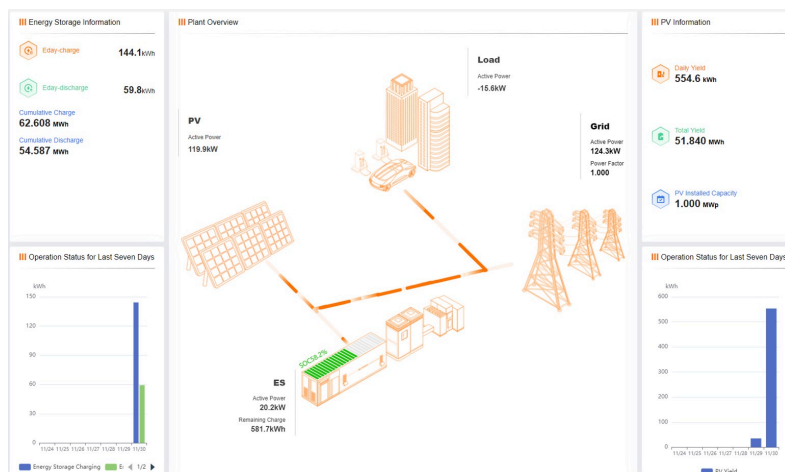 Energy Storage Information
Eday-charge 144.1kWh
Eday-discharge 59.8kWh
Cumulative Charge
62.608 MWh
Cumulative Discharge
54.587 MWh
Plant Overview
Load
Active Power
-15.6kW
PV
Active Power
119.9kW
Grid
Active Power
124.3kW
Power Factor
1.000
SOC58.2%
ES
Active Power
20.2kW
Remaining Charge
581.7kWh
PV Information
Daily Yield
554.6 kWh
Total Yield
51.840 MWh
PV Installed Capacity
1.000 MWp
Operation Status for Last Seven Days
kWh
150
120
90
60
30
0
11/24 11/25 11/26 11/27 11/28 11/29 11/30
Energy Storage Charging E 1/2
Operation Status for Last Seven Days
kWh
600
500
400
300
200
100
0
11/24 11/25 11/26 11/27 11/28 11/29 11/30
PV Yield